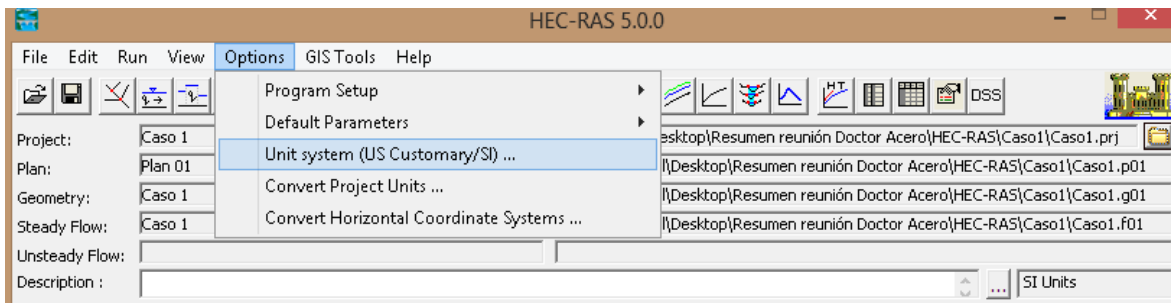 HEC-RAS 5.0.0
File Edit Run View Options GIS Tools Help
Program Setup
HT DSS
Default Parameters
Project: Caso 1 esktop\Resumen reunión Doctor Acero\HEC-RAS\Caso1\Caso1.prj
Unit system (US Customary/SI) ...
Plan: Plan 01 l\Desktop\Resumen reunión Doctor Acero\HEC-RAS\Caso1\Caso1.p01
Convert Project Units ...
Geometry: Caso 1 l\Desktop\Resumen reunión Doctor Acero\HEC-RAS\Caso1\Caso1.g01
Convert Horizontal Coordinate Systems ...
Steady Flow: Caso 1 l\Desktop\Resumen reunión Doctor Acero\HEC-RAS\Caso1\Caso1.f01
Unsteady Flow:
Description : ... SI Units